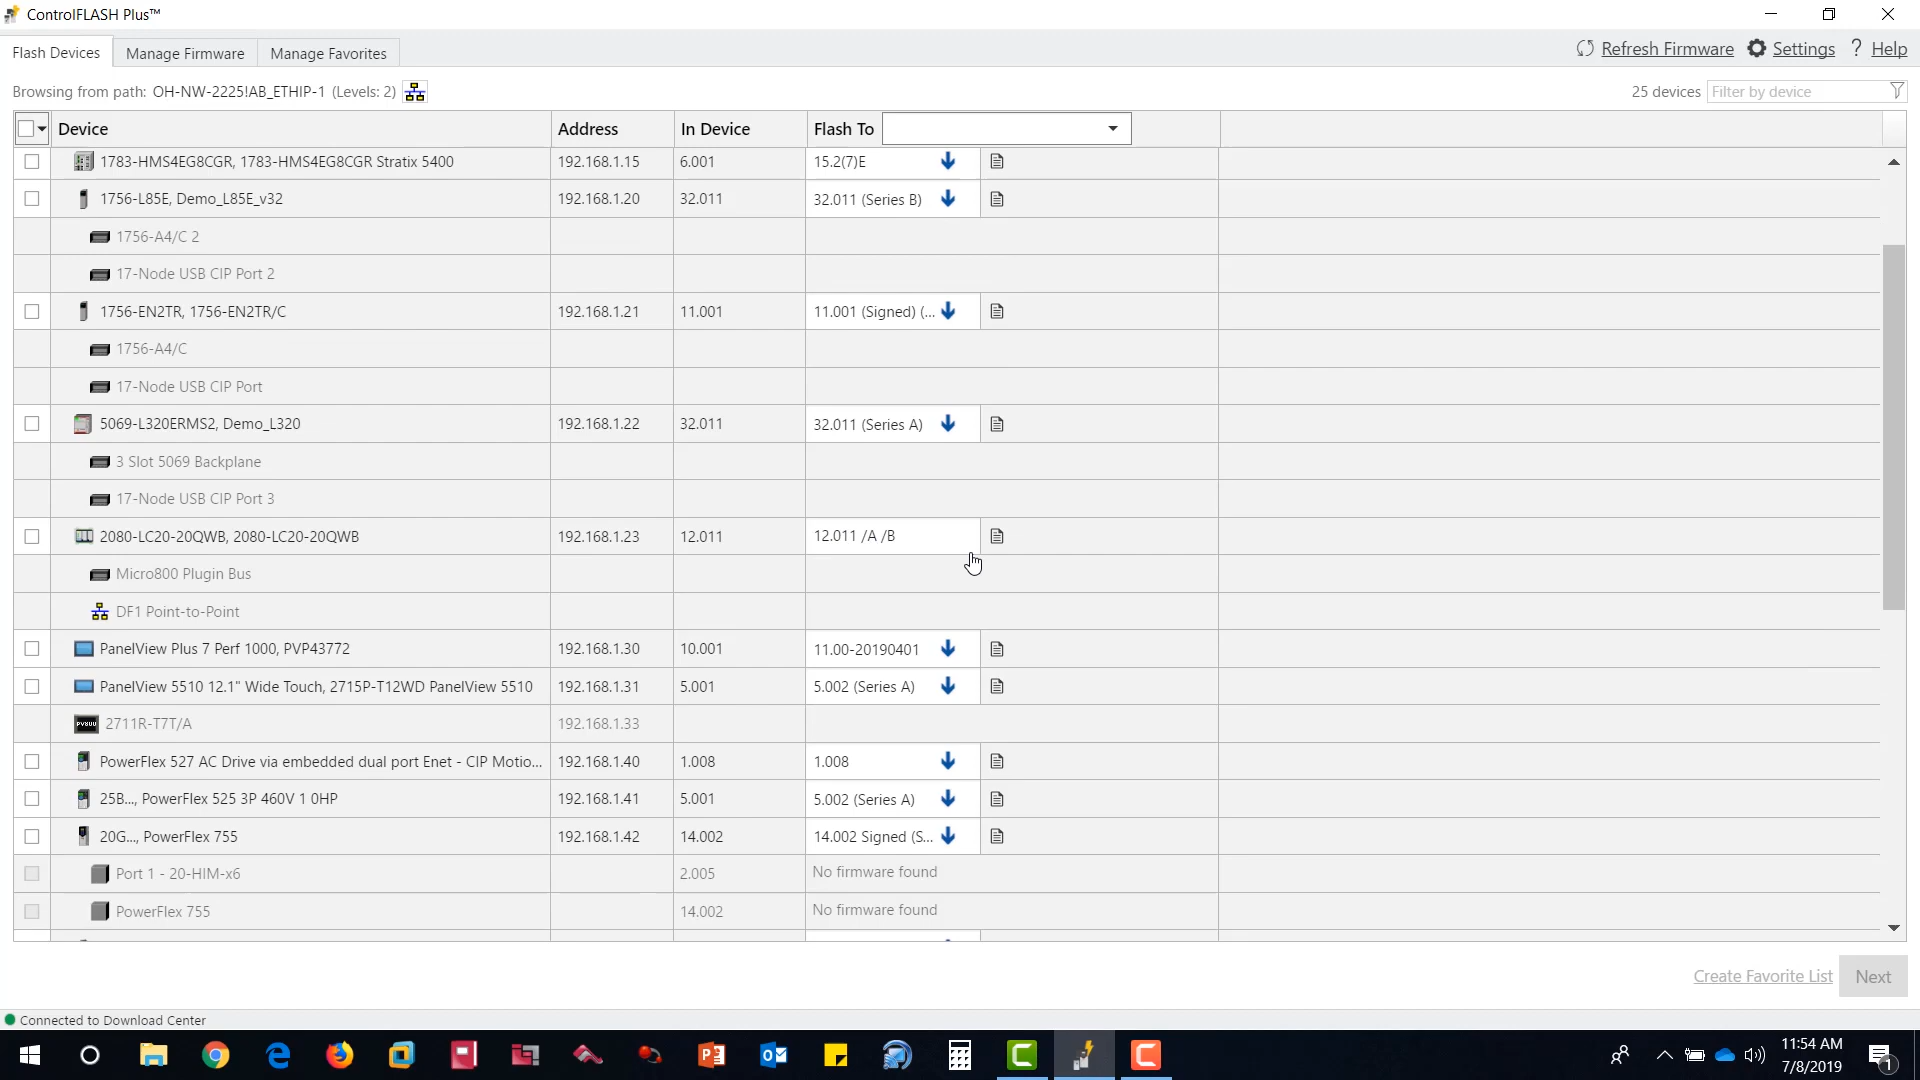 ControlFLASH Plus™
Flash Devices Manage Firmware Manage Favorites Refresh Firmware Settings ? Help
Browsing from path: OH-NW-2225!AB_ETHIP-1 (Levels: 2) 25 devices Filter by device
Device Address In Device Flash To
1783-HMS4EG8CGR, 1783-HMS4EG8CGR Stratix 5400 192.168.1.15 6.001 15.2(7)E
1756-L85E, Demo_L85E_v32 192.168.1.20 32.011 32.011 (Series B)
1756-A4/C 2
17-Node USB CIP Port 2
1756-EN2TR, 1756-EN2TR/C 192.168.1.21 11.001 11.001 (Signed) (...
1756-A4/C
17-Node USB CIP Port
5069-L320ERMS2, Demo_L320 192.168.1.22 32.011 32.011 (Series A)
3 Slot 5069 Backplane
17-Node USB CIP Port 3
2080-LC20-20QWB, 2080-LC20-20QWB 192.168.1.23 12.011 12.011 /A /B
Micro800 Plugin Bus
DF1 Point-to-Point
PanelView Plus 7 Perf 1000, PVP43772 192.168.1.30 10.001 11.00-20190401
PanelView 5510 12.1" Wide Touch, 2715P-T12WD PanelView 5510 192.168.1.31 5.001 5.002 (Series A)
2711R-T7T/A 192.168.1.33
PowerFlex 527 AC Drive via embedded dual port Enet - CIP Motio... 192.168.1.40 1.008 1.008
25B..., PowerFlex 525 3P 460V 1 0HP 192.168.1.41 5.001 5.002 (Series A)
20G..., PowerFlex 755 192.168.1.42 14.002 14.002 Signed (S...
Port 1 - 20-HIM-x6 2.005 No firmware found
PowerFlex 755 14.002 No firmware found
Create Favorite List Next
Connected to Download Center
11:54 AM
7/8/2019
1